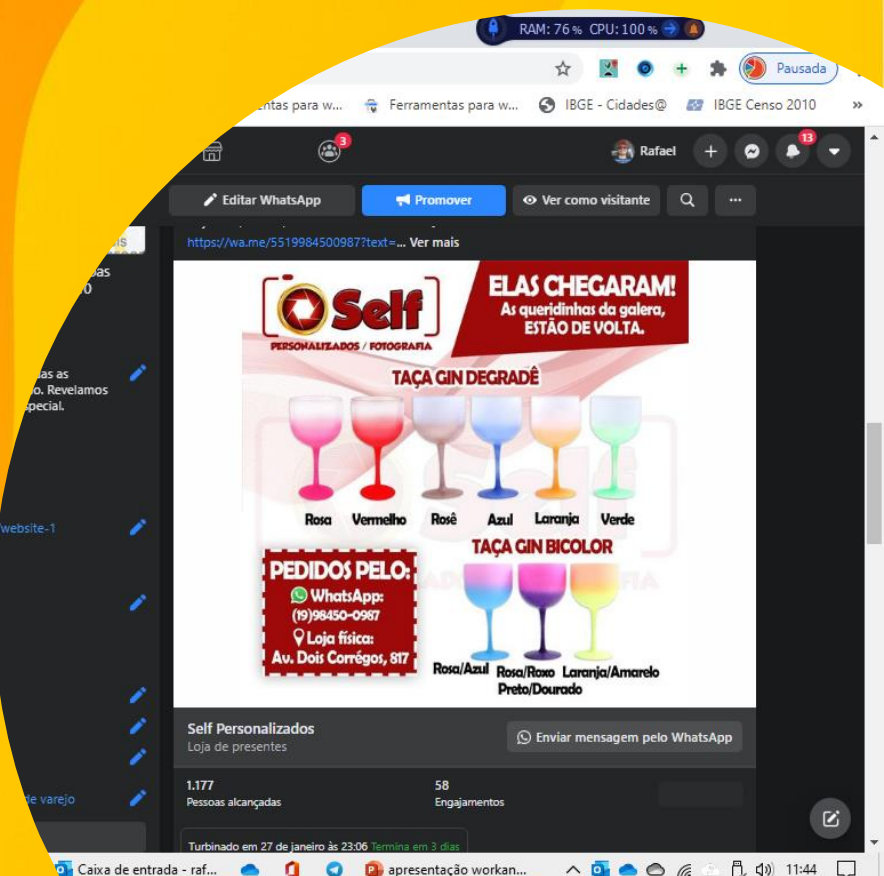 RAM: 76 % CPU: 100 %
Pausada
para w...
Ferramentas para w...
IBGE - Cidades@
IBGE Censo 2010
»
3
Rafael
13
Editar WhatsApp
Promover
Ver como visitante
...
https://wa.me/5519984500987?text=... Ver mais
Self
PERSONALIZADOS / FOTOGRAFIA
ELAS CHEGARAM!
As queridinhas da galera,
ESTÃO DE VOLTA.
TAÇA GIN DEGRADÊ
Rosa Vermelho Rosê Azul Laranja Verde
TAÇA GIN BICOLOR
PEDIDOS PELO:
WhatsApp:
(19)98450-0987
Loja física:
Av. Dois Corrégos, 817
Rosa/Azul Rosa/Roxo Laranja/Amarelo
Preto/Dourado
as as
o. Revelamos
pecial.
/website-1
de varejo
Self Personalizados
Loja de presentes
Enviar mensagem pelo WhatsApp
1.177
Pessoas alcançadas
58
Engajamentos
Turbinado em 27 de janeiro às 23:06 Termina em 3 dias
Caixa de entrada - raf...
apresentação workan...
11:44